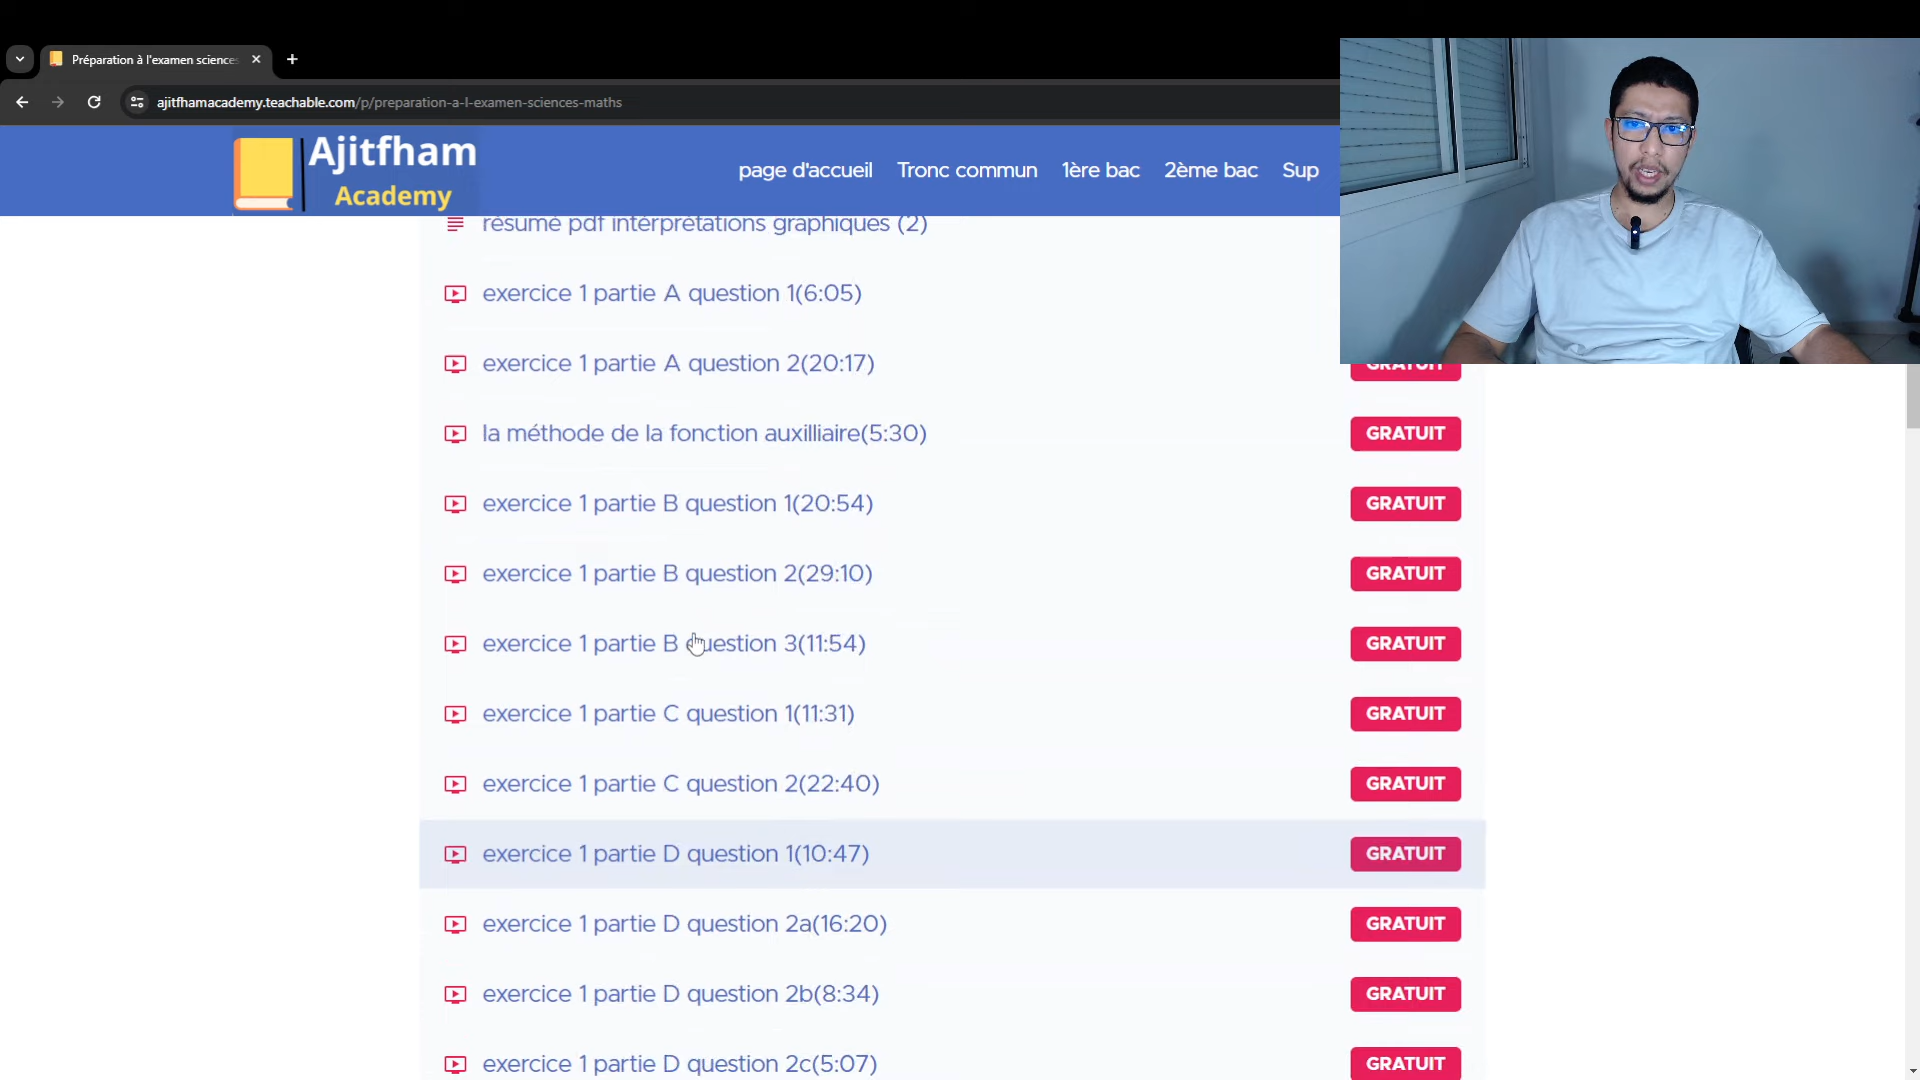 Préparation à l'examen sciences
ajitfhamacademy.teachable.com/p/preparation-a-l-examen-sciences-maths
Ajitfham
Academy
page d'accueil
Tronc commun
1ère bac
2ème bac
Sup
résumé pdf intérprétations graphiques (2)
exercice 1 partie A question 1(6:05)
exercice 1 partie A question 2(20:17)
GRATUIT
la méthode de la fonction auxilliaire(5:30)
GRATUIT
exercice 1 partie B question 1(20:54)
GRATUIT
exercice 1 partie B question 2(29:10)
GRATUIT
exercice 1 partie B question 3(11:54)
GRATUIT
exercice 1 partie C question 1(11:31)
GRATUIT
exercice 1 partie C question 2(22:40)
GRATUIT
exercice 1 partie D question 1(10:47)
GRATUIT
exercice 1 partie D question 2a(16:20)
GRATUIT
exercice 1 partie D question 2b(8:34)
GRATUIT
exercice 1 partie D question 2c(5:07)
GRATUIT